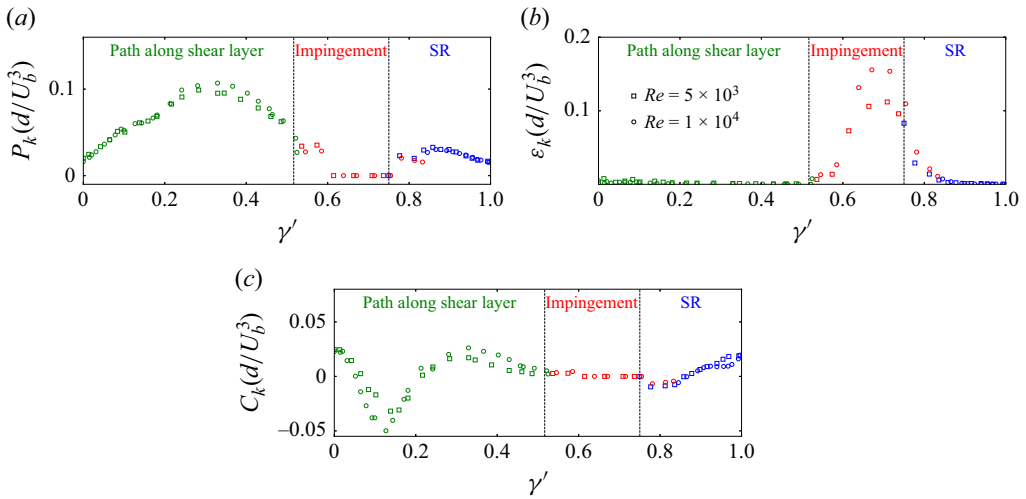 (a)
Path along shear layer Impingement SR
0.1
0
P_k(d/U_b^3)
0 0.2 0.4 0.6 0.8 1.0
γ′
(b)
0.2
Path along shear layer Impingement SR
0.1
ε_k(d/U_b^3)
Re = 5 × 10^3
Re = 1 × 10^4
0 0.2 0.4 0.6 0.8 1.0
γ′
(c)
Path along shear layer Impingement SR
0.05
0
−0.05
C_k(d/U_b^3)
0 0.2 0.4 0.6 0.8 1.0
γ′